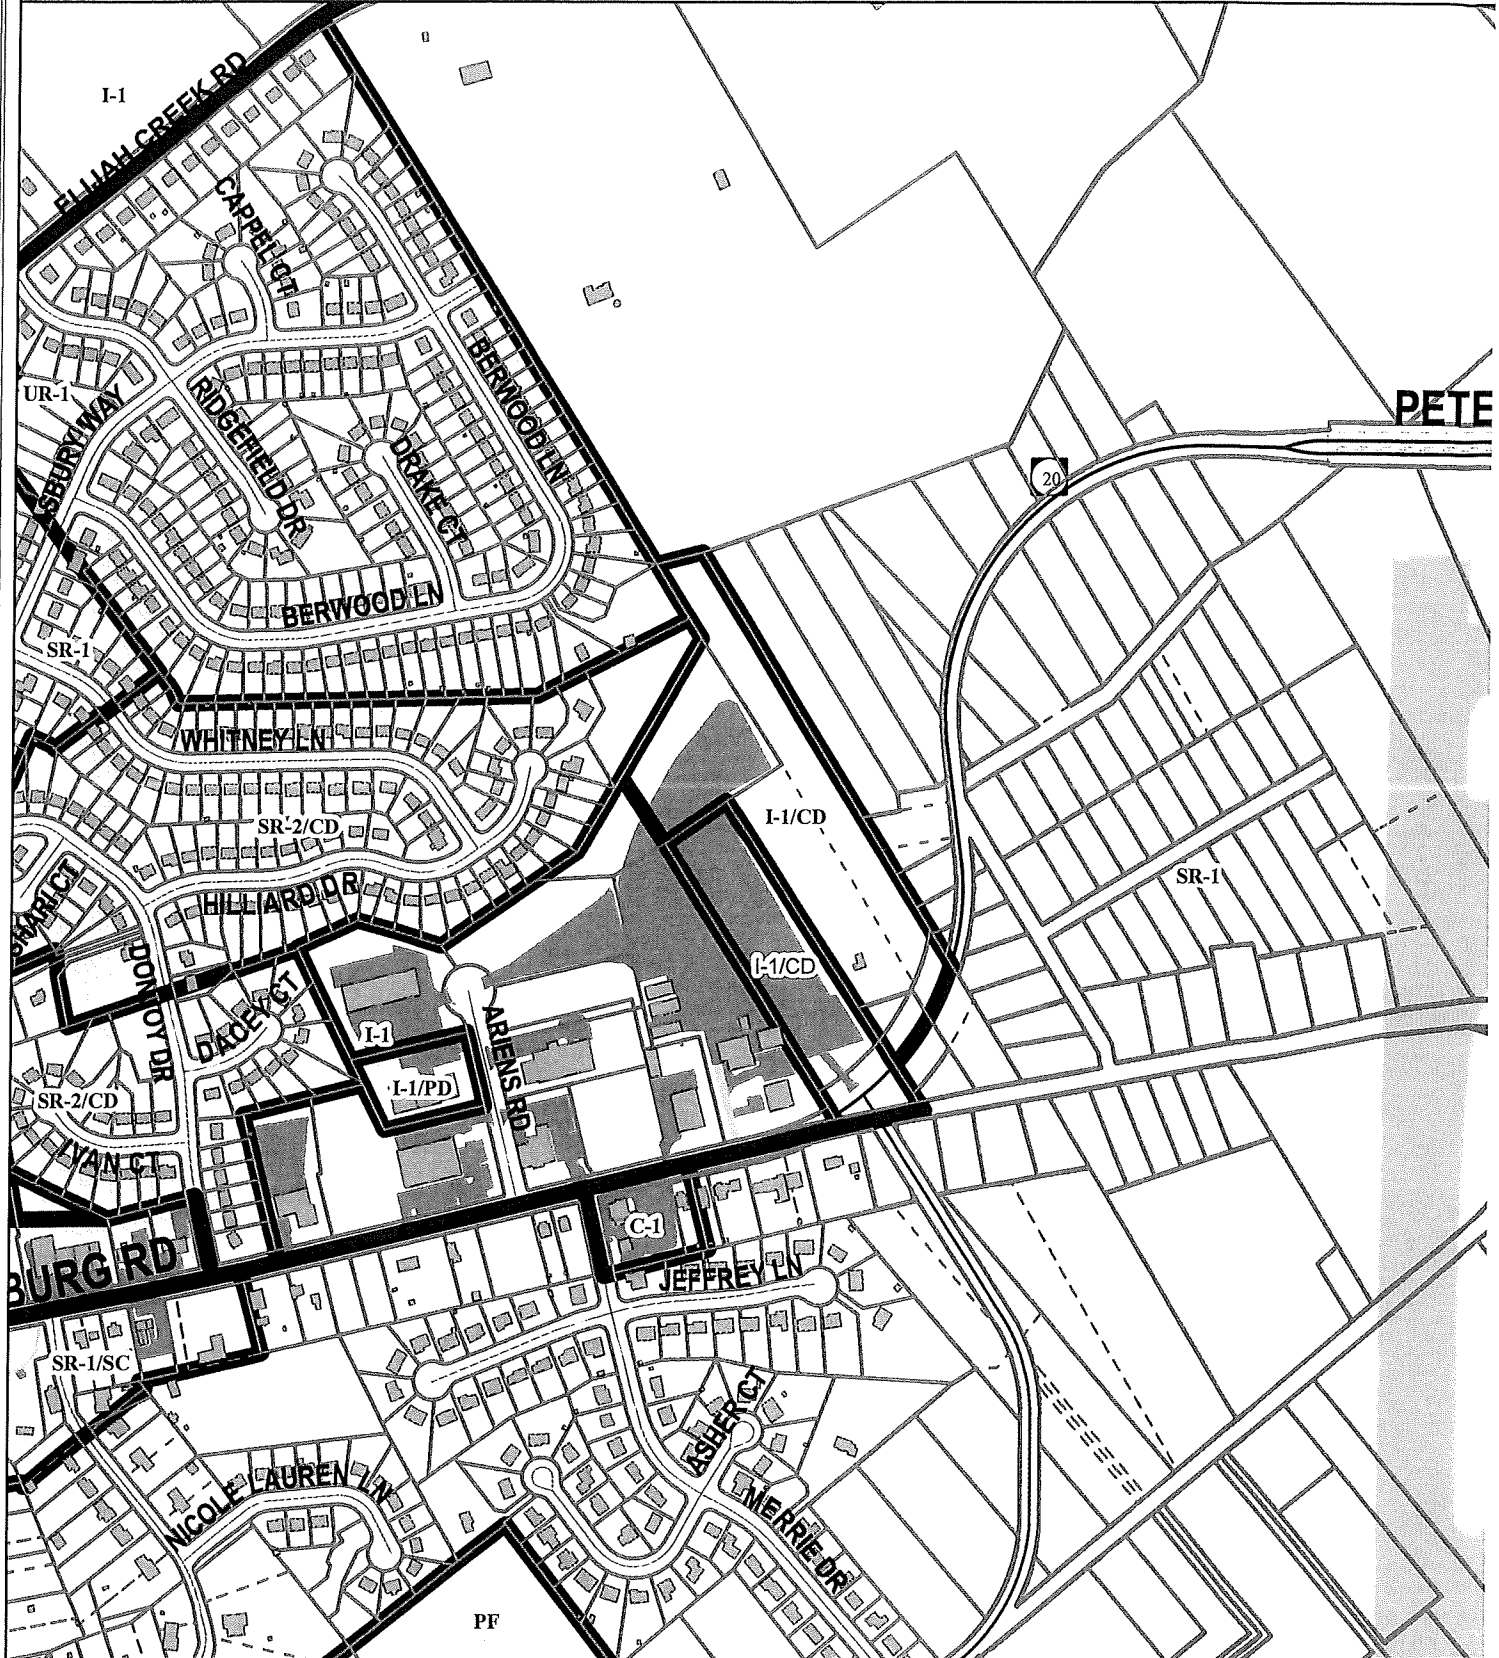 I-1
ELIJAH CREEK RD
CAPPEL CT
UR-1
SBURY WAY
RIDGEFIELD DR
DRAKE CT
BERWOOD LN
PETE
20
BERWOOD LN
SR-1
WHITNEY LN
SR-2/CD
I-1/CD
SHARI CT
HILLIARD DR
SR-1
DONJOY DR
DACEY CT
I-1/CD
I-1
ARIENS RD
I-1/PD
SR-2/CD
IVAN CT
C-1
BURG RD
JEFFREY LN
SR-1/SC
ASHER CT
NICOLE LAUREN LN
MERRIE DR
PF